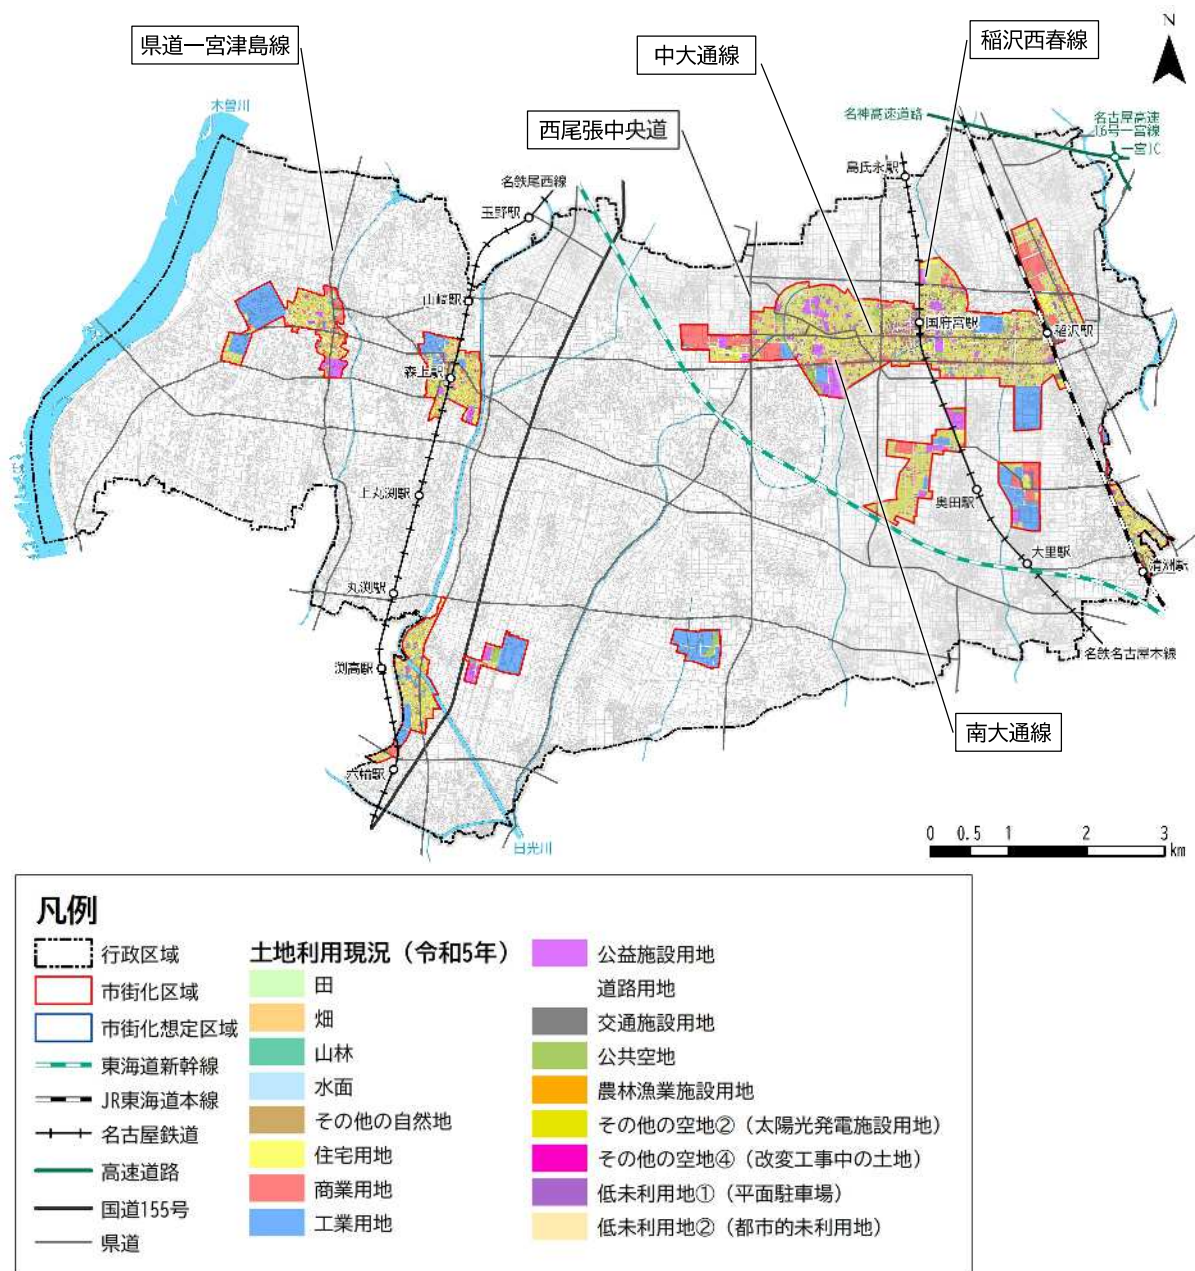 県道一宮津島線
中大通線
稲沢西春線
N
木曽川
西尾張中央道
名神高速道路
名古屋高速
16号一宮線
一宮JC
島氏永駅
名鉄尾西線
玉野駅
山崎駅
国府宮駅
稲沢駅
森上駅
上丸渕駅
奥田駅
大里駅
清洲駅
丸渕駅
渕高駅
名鉄名古屋本線
南大通線
六輪駅
日光川
0 0.5 1 2 3
km
凡例
行政区域
市街化区域
市街化想定区域
東海道新幹線
JR東海道本線
名古屋鉄道
高速道路
国道155号
県道
土地利用現況（令和5年）
田
畑
山林
水面
その他の自然地
住宅用地
商業用地
工業用地
公益施設用地
道路用地
交通施設用地
公共空地
農林漁業施設用地
その他の空地②（太陽光発電施設用地）
その他の空地④（改変工事中の土地）
低未利用地①（平面駐車場）
低未利用地②（都市的未利用地）